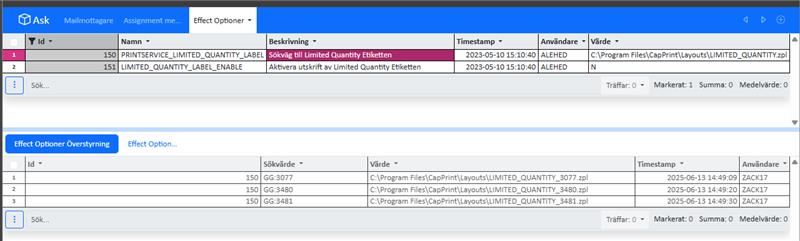 Ask Mailmottagare Assignment me... Effect Optioner
Id Namn Beskrivning Timestamp Användare Värde
1 150 PRINTSERVICE_LIMITED_QUANTITY_LABEL Sökväg till Limited Quantity Etiketten 2023-05-10 15:10:40 ALEHED C:\Program Files\CapPrint\Layouts\LIMITED_QUANTITY.zpl
2 151 LIMITED_QUANTITY_LABEL_ENABLE Aktivera utskrift av Limited Quantity Etiketten 2023-05-10 15:10:40 ALEHED N
Sök... Träffar: 0 Markerat: 1 Summa: 0 Medelvärde: 0
Effect Optioner Överstyrning Effect Option...
Id Sökvärde Värde Timestamp Användare
1 150 GG:3077 C:\Program Files\CapPrint\Layouts\LIMITED_QUANTITY_3077.zpl 2025-06-13 14:49:09 ZACK17
2 150 GG:3480 C:\Program Files\CapPrint\Layouts\LIMITED_QUANTITY_3480.zpl 2025-06-13 14:49:20 ZACK17
3 150 GG:3481 C:\Program Files\CapPrint\Layouts\LIMITED_QUANTITY_3481.zpl 2025-06-13 14:49:30 ZACK17
Sök... Träffar: 0 Markerat: 0 Summa: 0 Medelvärde: 0